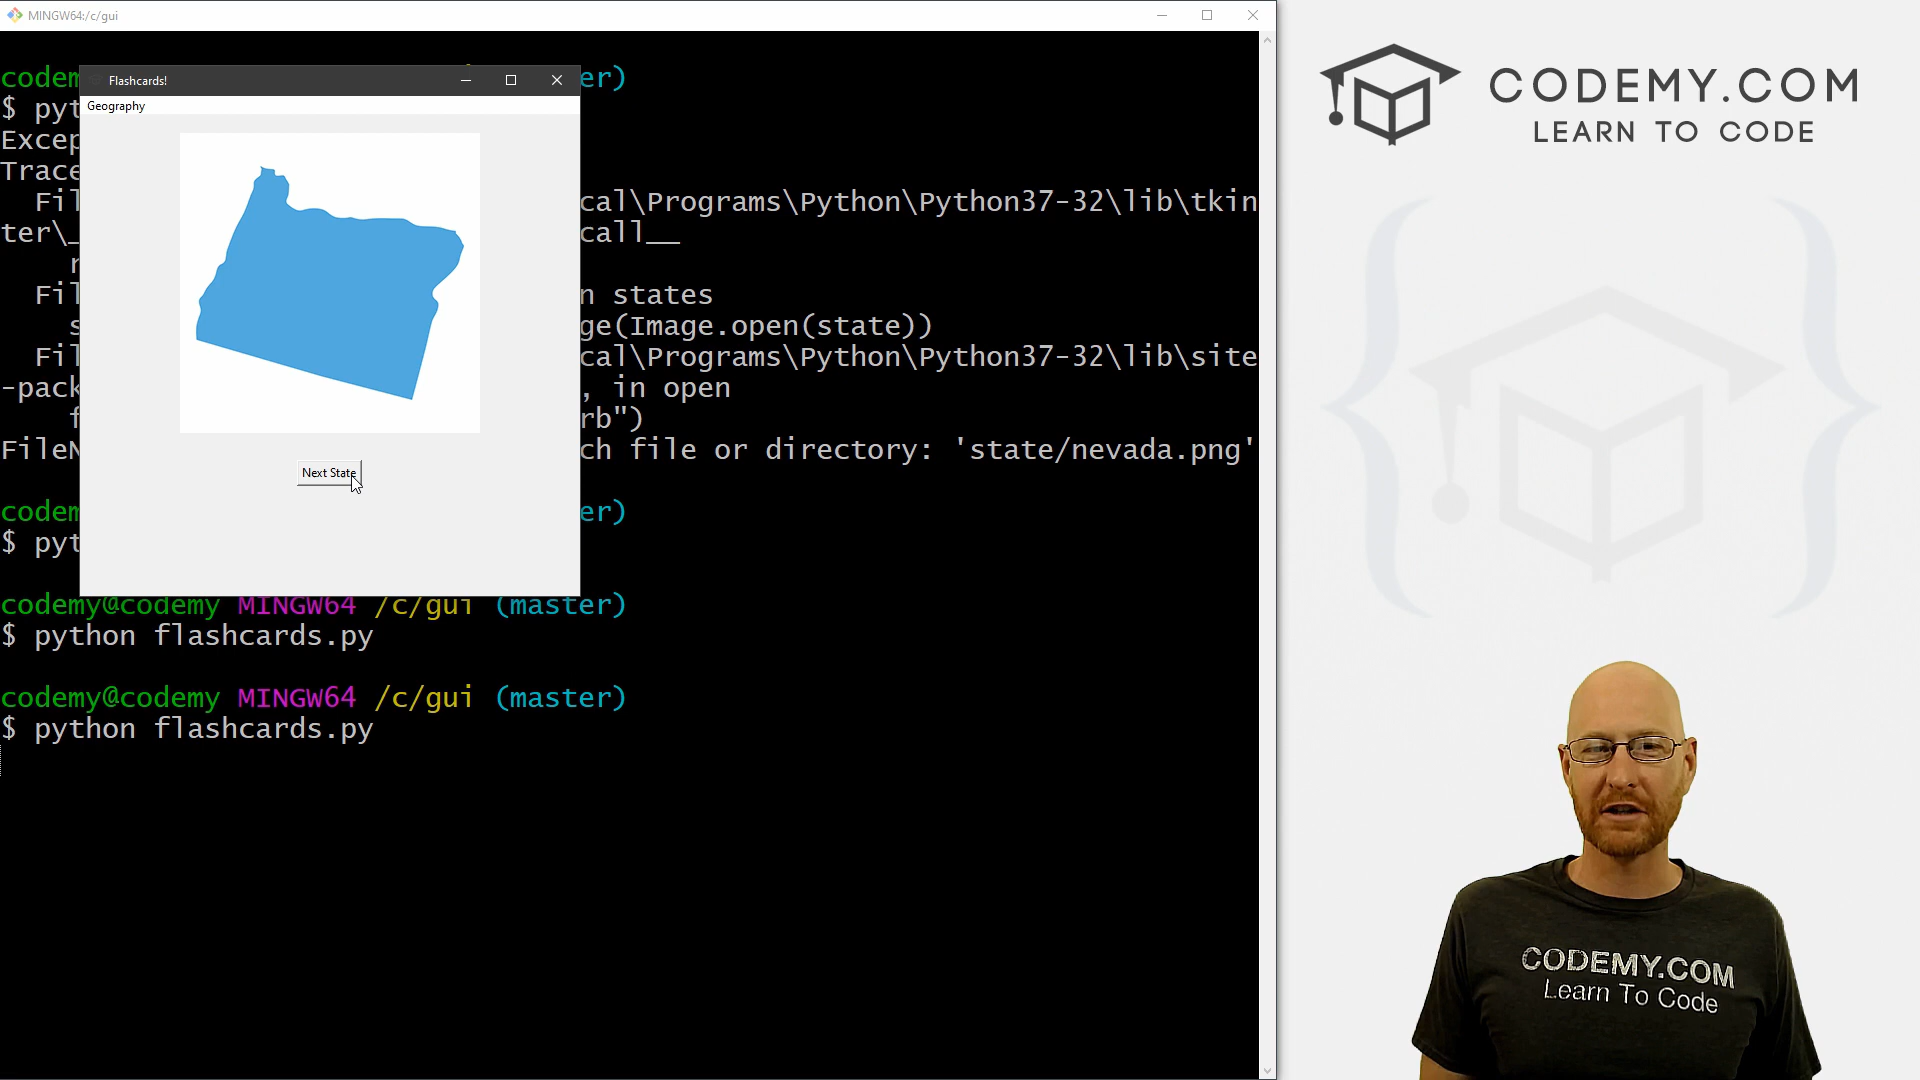 MINGW64:/c/gui
codem
er)
Flashcards!
Geography
$ pyt
Excep
Trace
Fil
cal\Programs\Python\Python37-32\lib\tkin
ter\_
call__
r
Fil
n states
s
ge(Image.open(state))
Fil
cal\Programs\Python\Python37-32\lib\site
-pack
, in open
f
rb")
FileN
ch file or directory: 'state/nevada.png'
Next State
codem
er)
$ pyt
codemy@codemy MINGW64 /c/gui (master)
$ python flashcards.py
codemy@codemy MINGW64 /c/gui (master)
$ python flashcards.py
CODEMY.COM
LEARN TO CODE
CODEMY.COM
Learn To Code